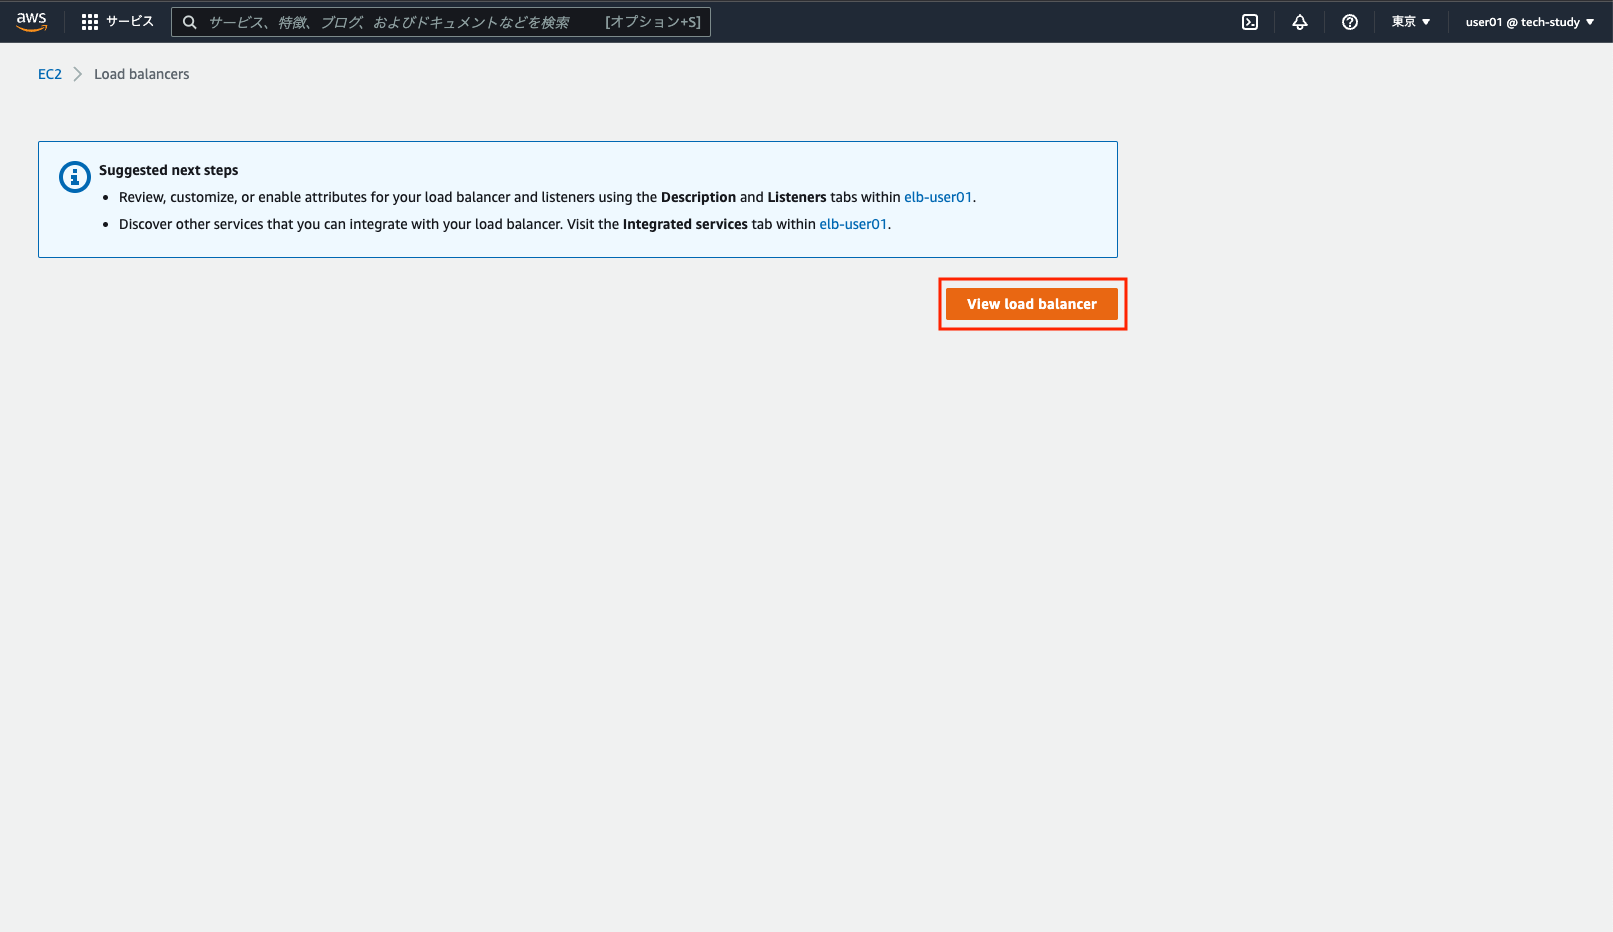 aws サービス サービス、特徴、ブログ、およびドキュメントなどを検索 [オプション+S] 東京 user01 @ tech-study
EC2 Load balancers
Suggested next steps
Review, customize, or enable attributes for your load balancer and listeners using the Description and Listeners tabs within elb-user01.
Discover other services that you can integrate with your load balancer. Visit the Integrated services tab within elb-user01.
View load balancer